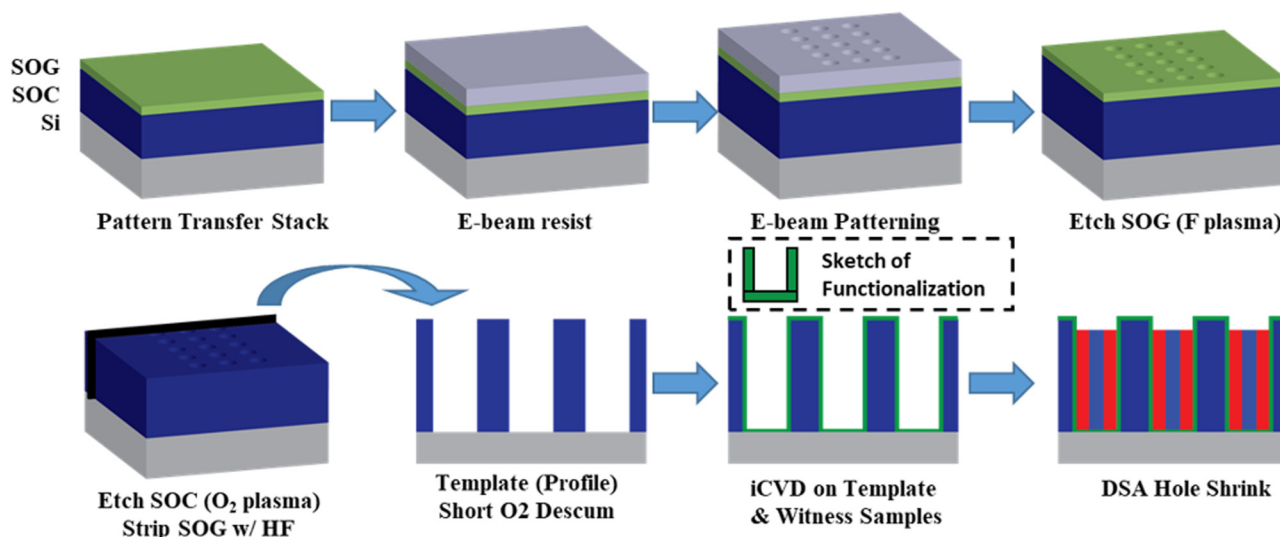 SOG
SOC
Si
Pattern Transfer Stack
E-beam resist
E-beam Patterning
Etch SOG (F plasma)
Sketch of
Functionalization
Etch SOC (O₂ plasma)
Strip SOG w/ HF
Template (Profile)
Short O2 Descum
iCVD on Template
& Witness Samples
DSA Hole Shrink